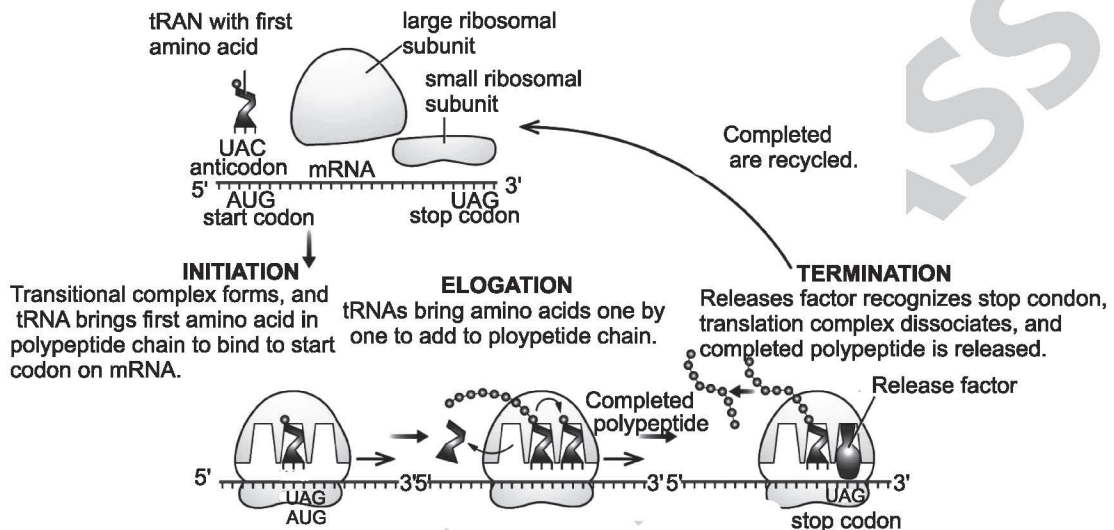 tRAN with first
amino acid
large ribosomal
subunit
small ribosomal
subunit
UAC
anticodon
mRNA
5'
3'
AUG
start codon
UAG
stop codon
Completed
are recycled.
INITIATION
Transitional complex forms, and
tRNA brings first amino acid in
polypeptide chain to bind to start
codon on mRNA.
ELOGATION
tRNAs bring amino acids one by
one to add to ploypetide chain.
TERMINATION
Releases factor recognizes stop condon,
translation complex dissociates, and
completed polypeptide is released.
Completed
polypeptide
Release factor
5'
3'
UAG
AUG
5'
3'
5'
3'
UAG
stop codon